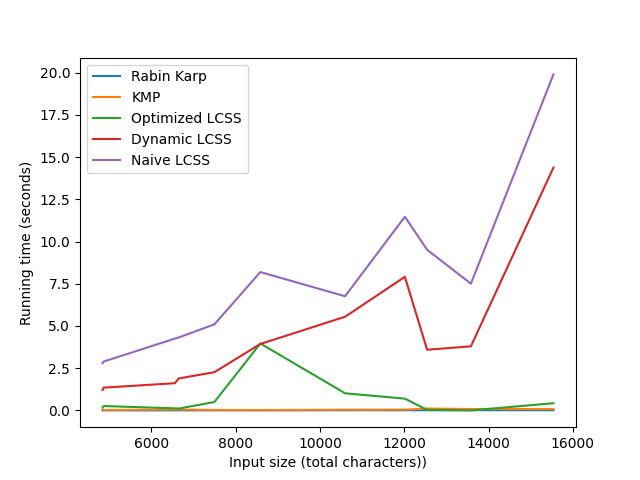 Rabin Karp
KMP
Optimized LCSS
Dynamic LCSS
Naive LCSS
20.0
17.5
15.0
12.5
10.0
7.5
5.0
2.5
0.0
Running time (seconds)
6000 8000 10000 12000 14000 16000
Input size (total characters))